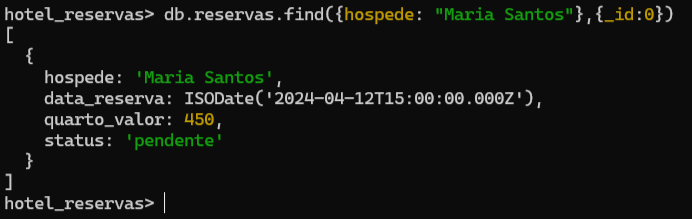 hotel_reservas> db.reservas.find({hospede: "Maria Santos"},{_id:0})
[
  {
    hospede: 'Maria Santos',
    data_reserva: ISODate('2024-04-12T15:00:00.000Z'),
    quarto_valor: 450,
    status: 'pendente'
  }
]
hotel_reservas>